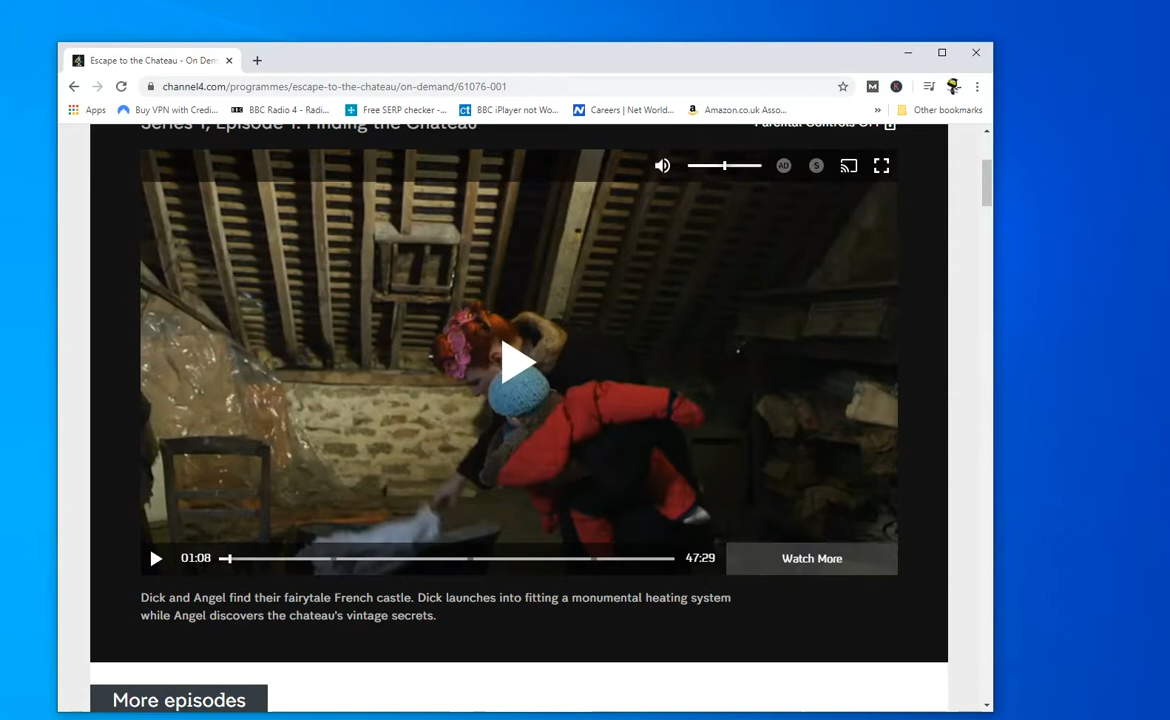 Escape to the Chateau - On Dem
channel4.com/programmes/escape-to-the-chateau/on-demand/61076-001
Apps Buy VPN with Credi... BBC Radio 4 - Radi... Free SERP checker -... BBC iPlayer not Wo... Careers | Net World... Amazon.co.uk Asso... » Other bookmarks
Series 1, Episode 1: Finding the Chateau
Parental Controls Off
AD S
01:08 47:29 Watch More
Dick and Angel find their fairytale French castle. Dick launches into fitting a monumental heating system
while Angel discovers the chateau's vintage secrets.
More episodes